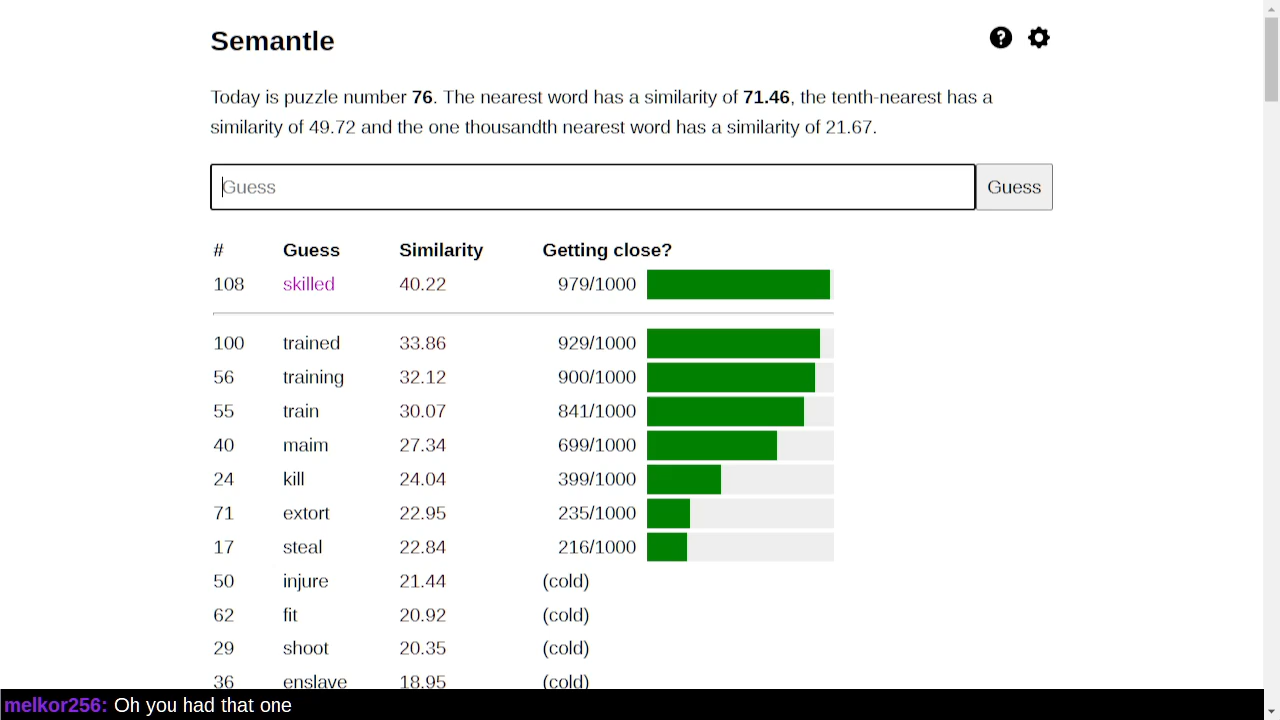 Semantle
Today is puzzle number 76. The nearest word has a similarity of 71.46, the tenth-nearest has a
similarity of 49.72 and the one thousandth nearest word has a similarity of 21.67.
Guess Guess
# Guess Similarity Getting close?
108 skilled 40.22 979/1000
100 trained 33.86 929/1000
56 training 32.12 900/1000
55 train 30.07 841/1000
40 maim 27.34 699/1000
24 kill 24.04 399/1000
71 extort 22.95 235/1000
17 steal 22.84 216/1000
50 injure 21.44 (cold)
62 fit 20.92 (cold)
29 shoot 20.35 (cold)
36 enslave 18.95 (cold)
melkor256: Oh you had that one